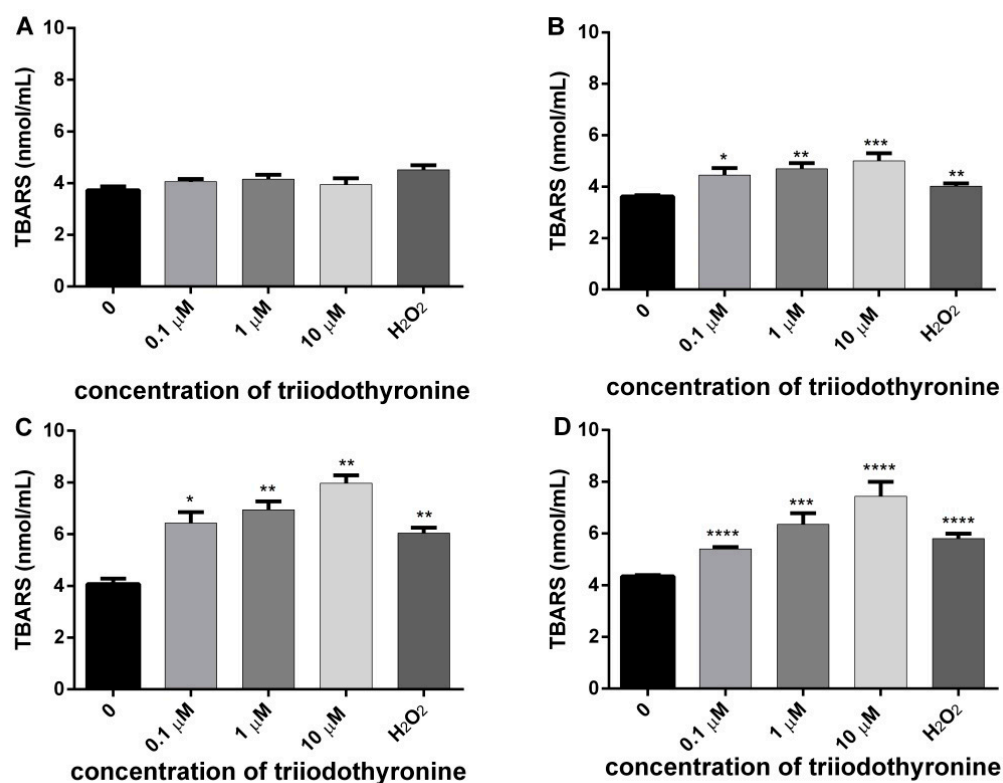 A
TBARS (nmol/mL)
10
8
6
4
2
0
0
0.1 µM
1 µM
10 µM
H₂O₂
concentration of triiodothyronine
B
TBARS (nmol/mL)
10
8
6
4
2
0
*
**
***
**
0
0.1 µM
1 µM
10 µM
H₂O₂
concentration of triiodothyronine
C
TBARS (nmol/mL)
10
8
6
4
2
0
*
**
**
**
0
0.1 µM
1 µM
10 µM
H₂O₂
concentration of triiodothyronine
D
TBARS (nmol/mL)
10
8
6
4
2
0
****
***
****
****
0
0.1 µM
1 µM
10 µM
H₂O₂
concentration of triiodothyronine